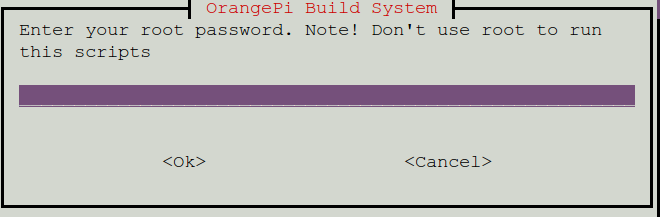 OrangePi Build System
Enter your root password. Note! Don't use root to run
this scripts
<Ok> <Cancel>